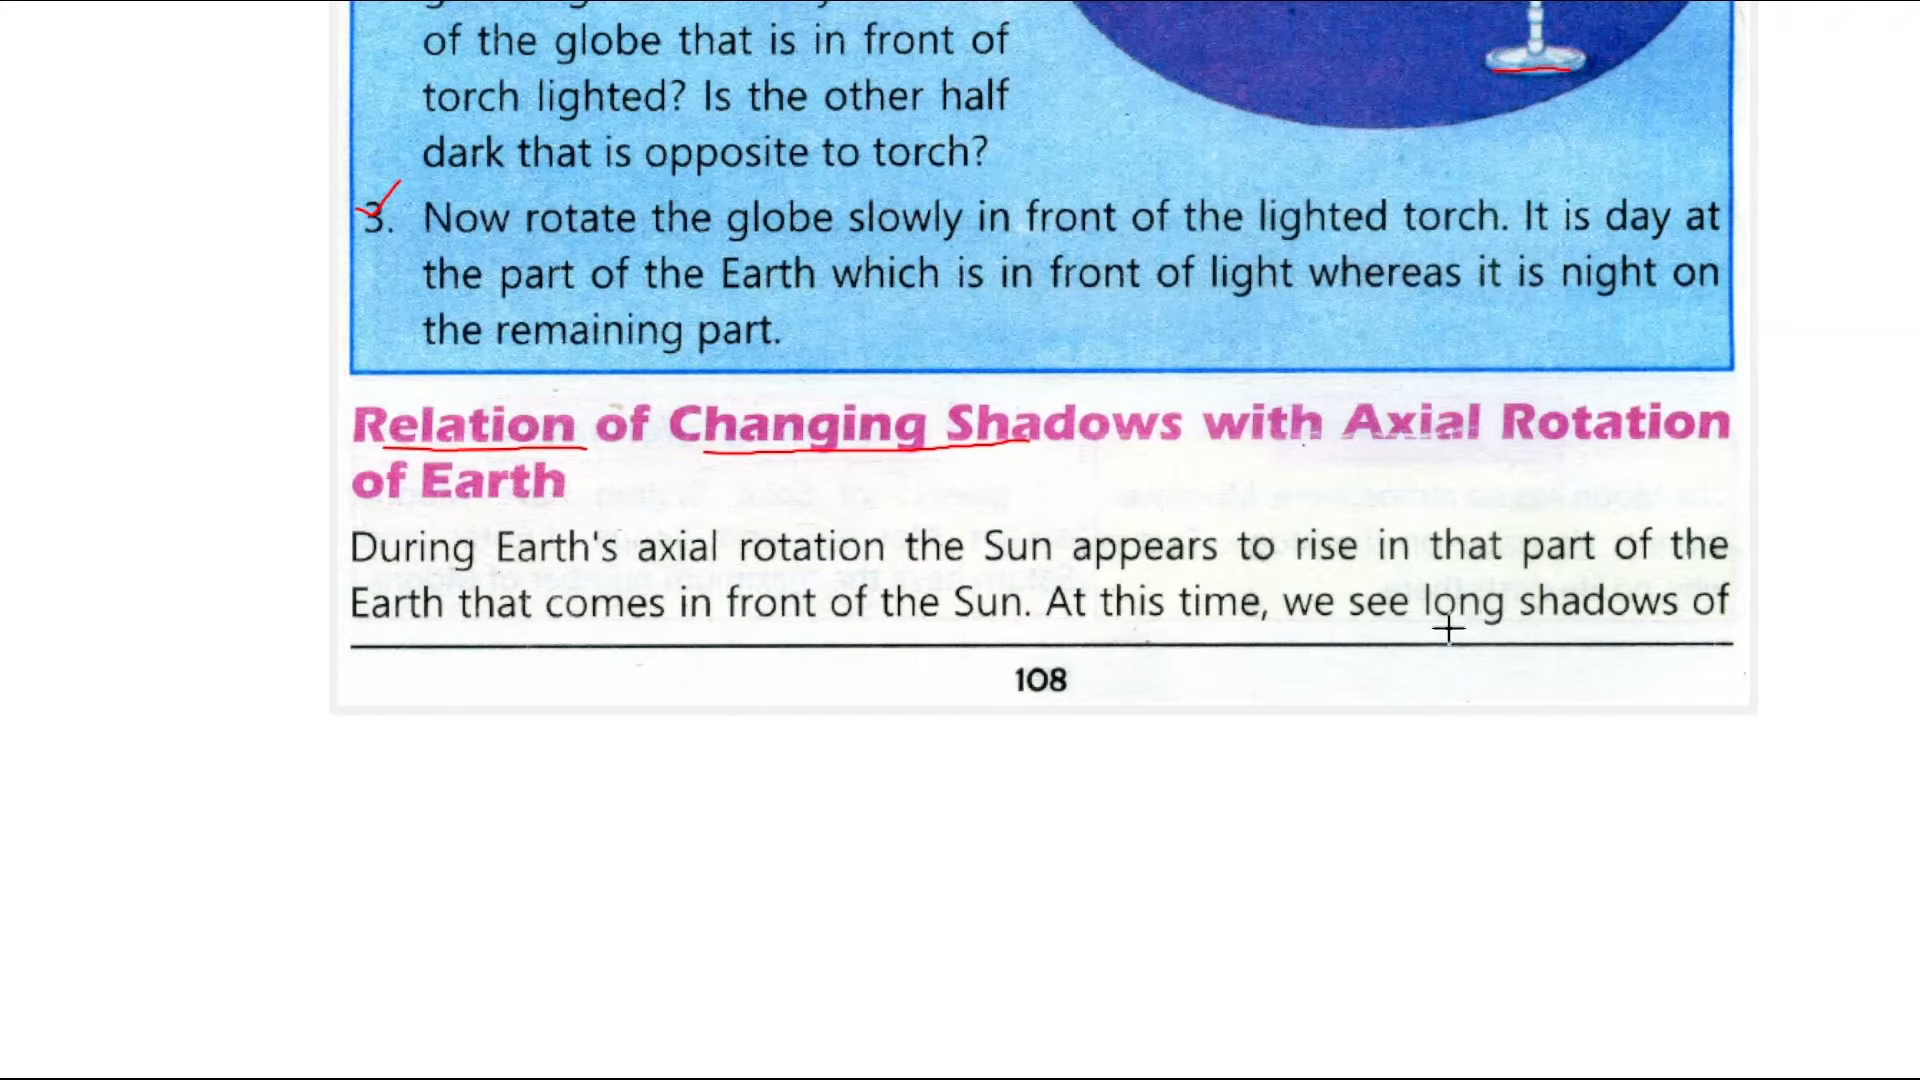 of the globe that is in front of
torch lighted? Is the other half
dark that is opposite to torch?
3. Now rotate the globe slowly in front of the lighted torch. It is day at
the part of the Earth which is in front of light whereas it is night on
the remaining part.
Relation of Changing Shadows with Axial Rotation
of Earth
During Earth's axial rotation the Sun appears to rise in that part of the
Earth that comes in front of the Sun. At this time, we see long shadows of
108